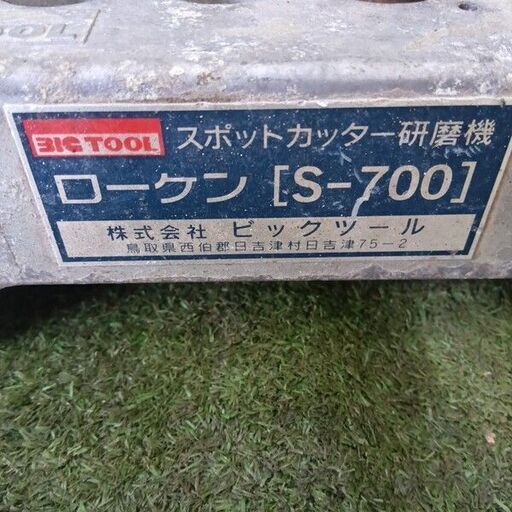 OOL
BIG TOOL
スポットカッター研磨機
ローケン [S-700]
株式会社 ビックツール
鳥取県西伯郡日吉津村日吉津75-2